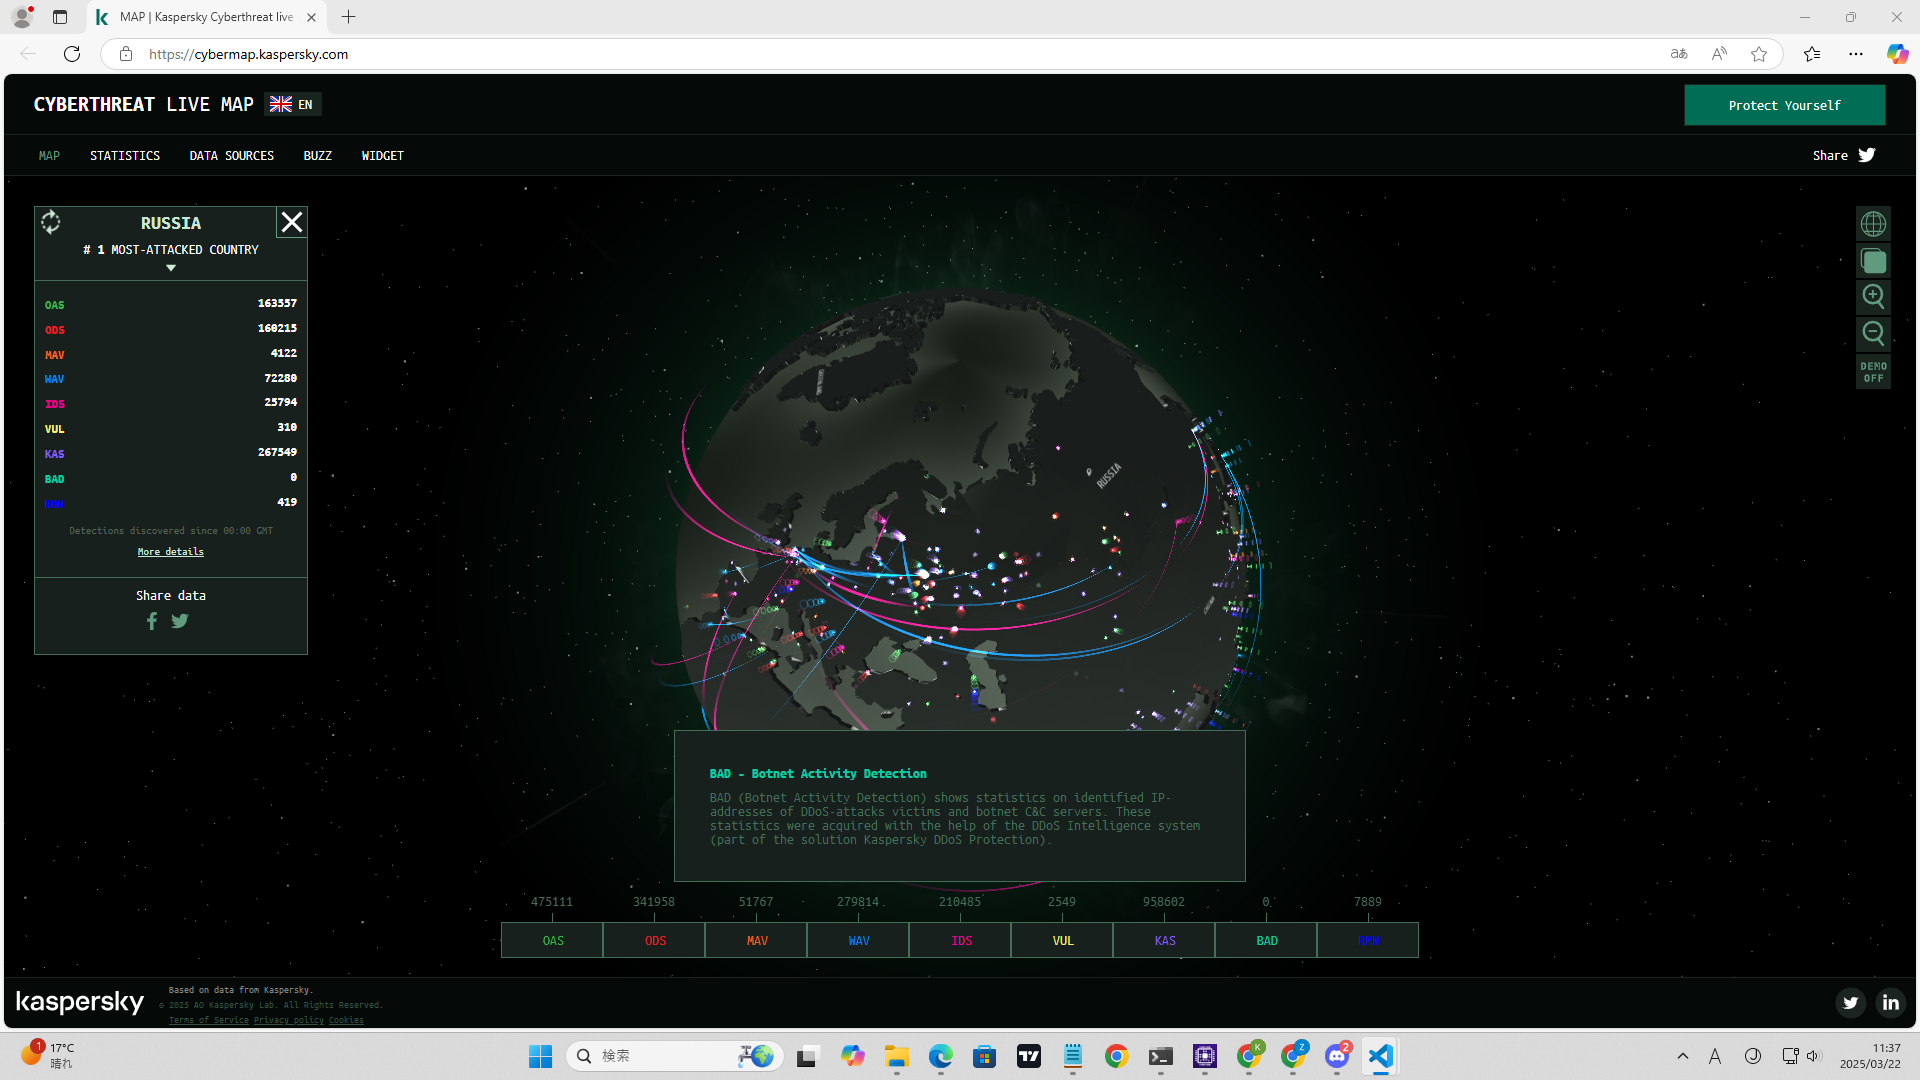 MAP | Kaspersky Cyberthreat live
https://cybermap.kaspersky.com
CYBERTHREAT LIVE MAP
EN
Protect Yourself
MAP
STATISTICS
DATA SOURCES
BUZZ
WIDGET
Share
RUSSIA
# 1 MOST-ATTACKED COUNTRY
OAS 163557
ODS 160215
MAV 4122
WAV 72280
IDS 25794
VUL 310
KAS 267549
BAD 0
RMW 419
Detections discovered since 00:00 GMT
More details
Share data
DEMO
OFF
RUSSIA
BAD - Botnet Activity Detection
BAD (Botnet Activity Detection) shows statistics on identified IP-
addresses of DDoS-attacks victims and botnet C&C servers. These
statistics were acquired with the help of the DDoS Intelligence system
(part of the solution Kaspersky DDoS Protection).
475111 341958 51767 279814 210485 2549 958602 0 7889
OAS ODS MAV WAV IDS VUL KAS BAD RMW
kaspersky
Based on data from Kaspersky.
© 2025 AO Kaspersky Lab. All Rights Reserved.
Terms of Service Privacy policy Cookies
1
17°C
晴れ
検索
K
Z
2
A
11:37
2025/03/22